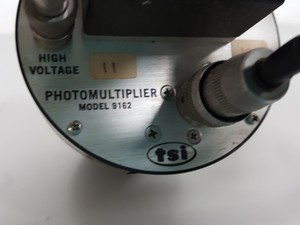 HIGH
VOLTAGE
11
PHOTOMULTIPLIER
MODEL 9162
tsi